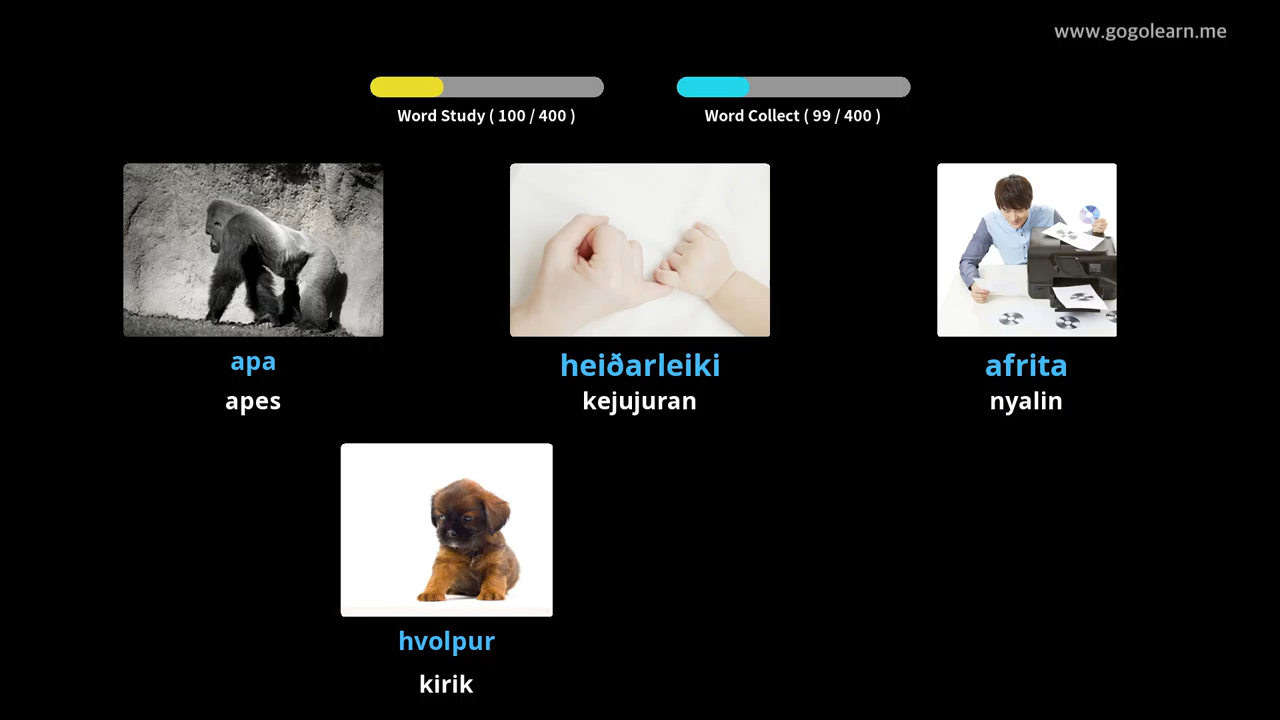 www.gogolearn.me
Word Study ( 100 / 400 )
Word Collect ( 99 / 400 )
apa
apes
heiðarleiki
kejujuran
afrita
nyalin
hvolpur
kirik